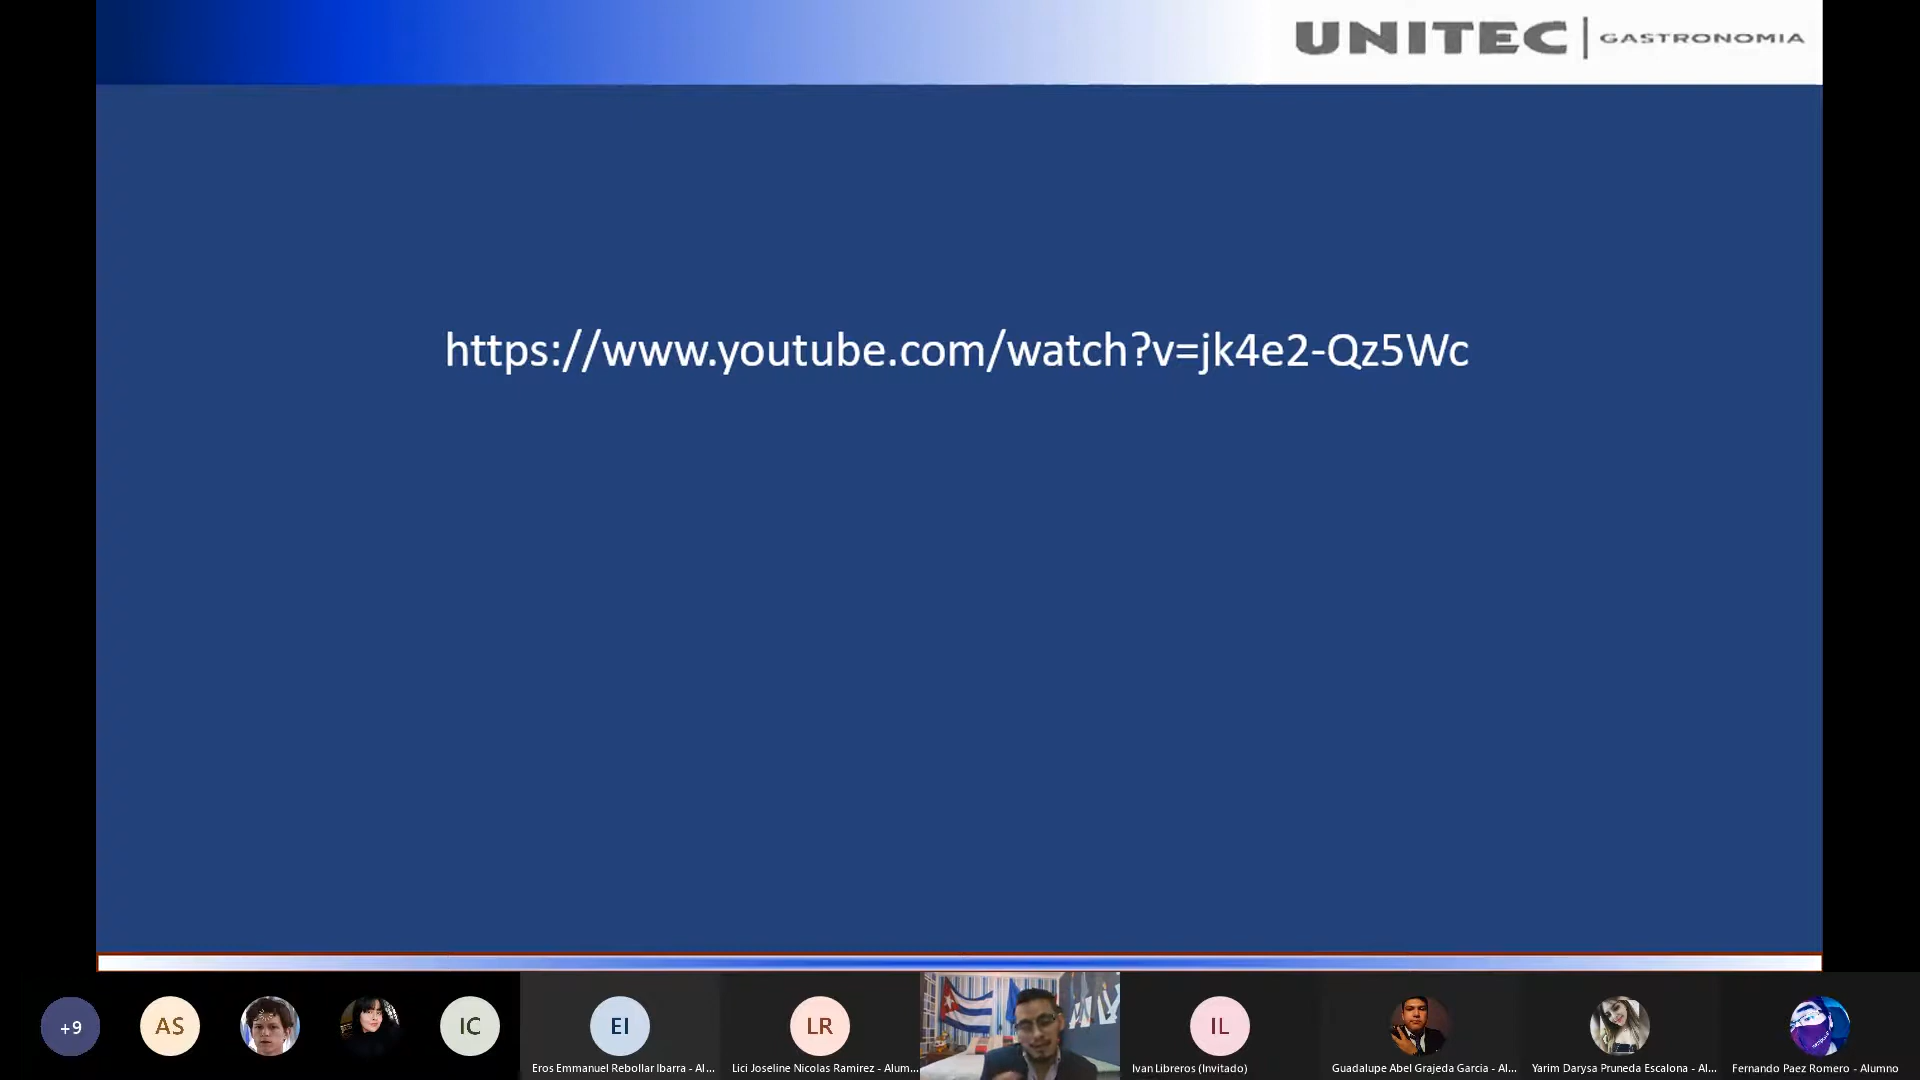 UNITEC | GASTRONOMIA
https://www.youtube.com/watch?v=jk4e2-Qz5Wc
+9
AS
IC
EI
LR
IL
Eros Emmanuel Rebollar Ibarra - Al...
Lici Joseline Nicolas Ramirez - Alum...
Ivan Libreros (Invitado)
Guadalupe Abel Grajeda Garcia - Al...
Yarim Darysa Pruneda Escalona - Al...
Fernando Paez Romero - Alumno